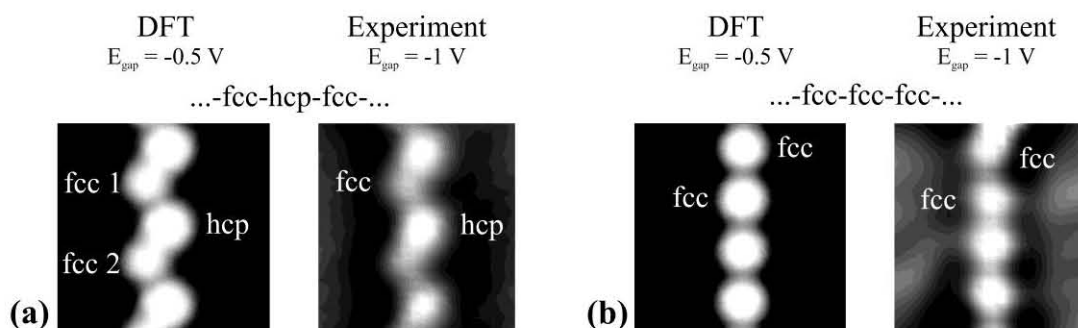 DFT
E_gap = -0.5 V
Experiment
E_gap = -1 V
...-fcc-hcp-fcc-...
fcc 1
hcp
fcc 2
fcc
hcp
(a)
DFT
E_gap = -0.5 V
Experiment
E_gap = -1 V
...-fcc-fcc-fcc-...
fcc
fcc
fcc
fcc
(b)